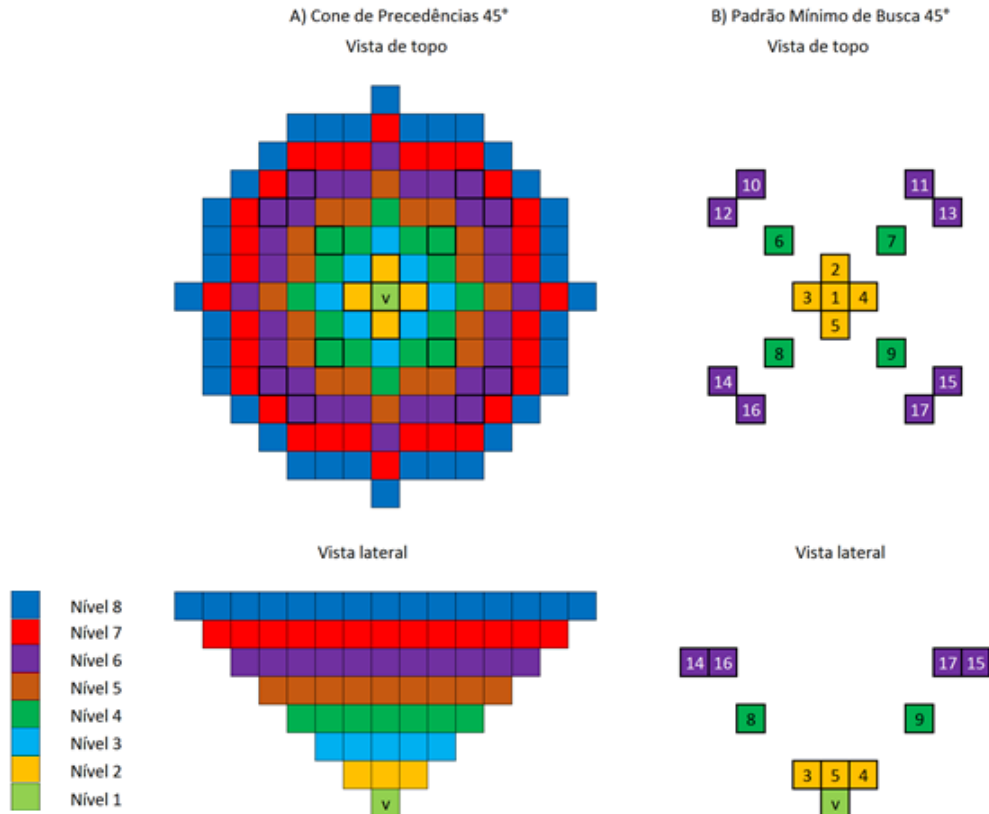 A) Cone de Precedências 45°
B) Padrão Mínimo de Busca 45°
Vista de topo
Vista de topo
v
10
11
12
13
6
7
2
3 1 4
5
8
9
14
15
16
17
Vista lateral
Vista lateral
Nível 8
Nível 7
Nível 6
Nível 5
Nível 4
Nível 3
Nível 2
Nível 1
v
14 16
17 15
8
9
3 5 4
v